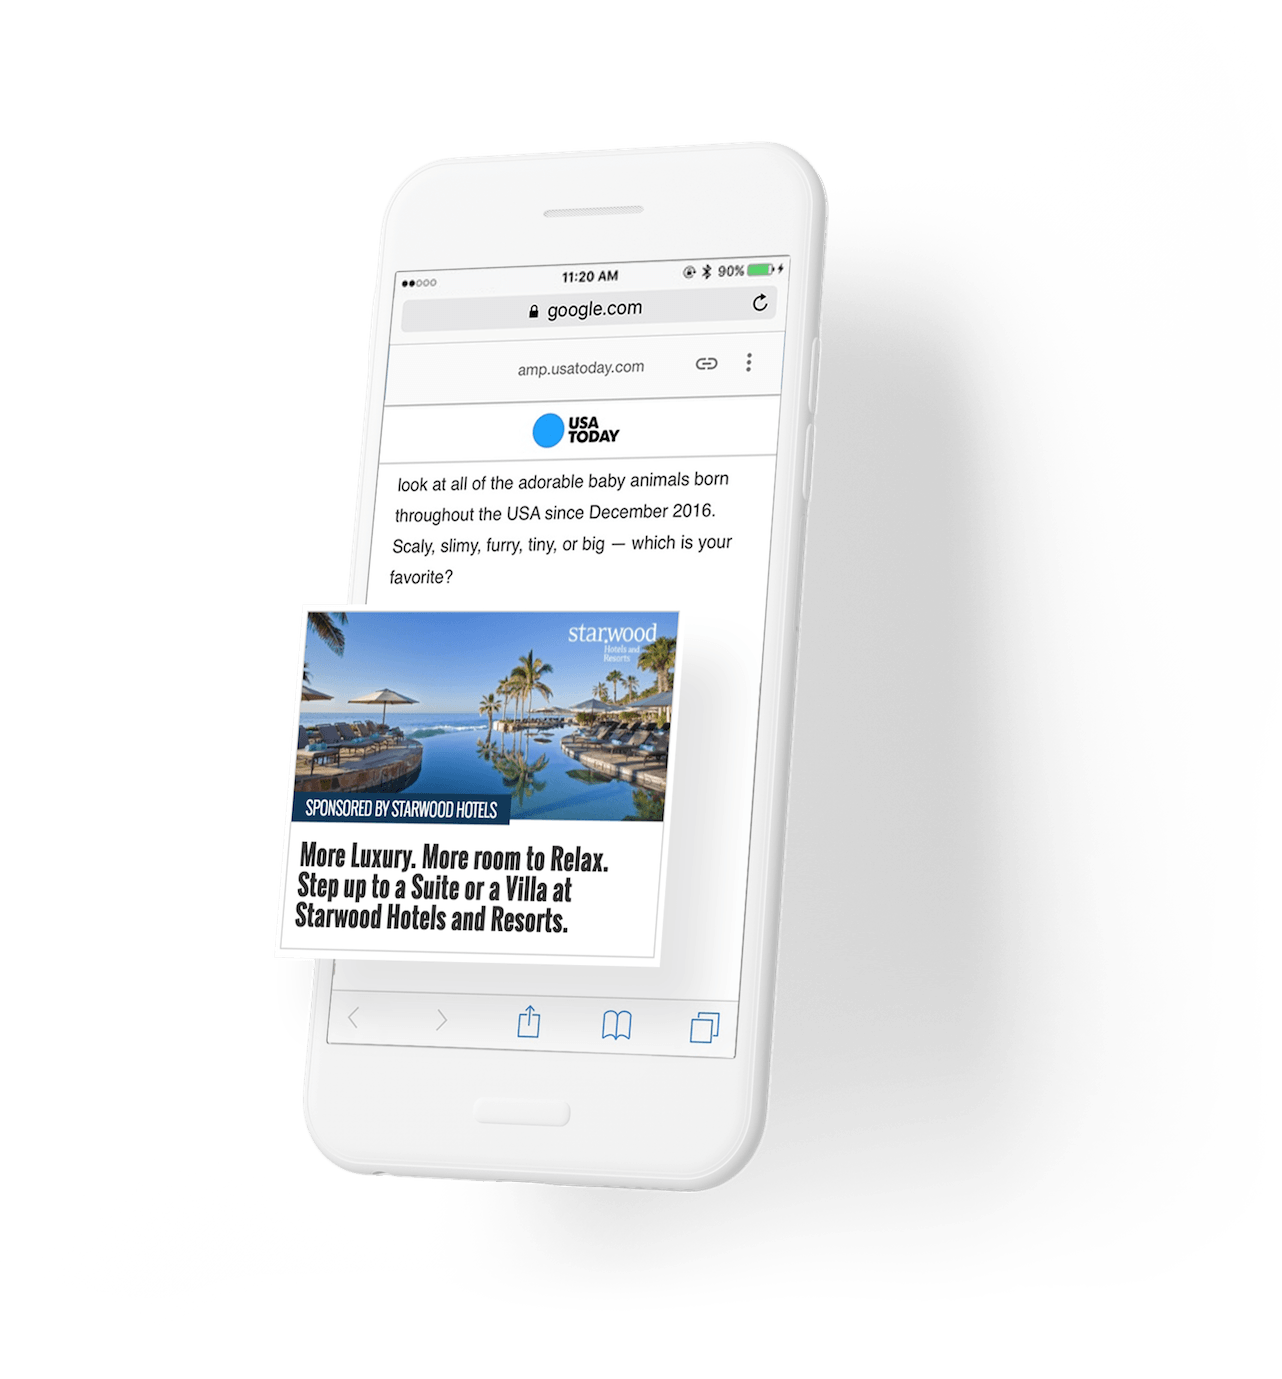 11:20 AM
90%
google.com
amp.usatoday.com
USA
TODAY
look at all of the adorable baby animals born
throughout the USA since December 2016.
Scaly, slimy, furry, tiny, or big — which is your
favorite?
starwood
Hotels and
Resorts
SPONSORED BY STARWOOD HOTELS
More Luxury. More room to Relax.
Step up to a Suite or a Villa at
Starwood Hotels and Resorts.